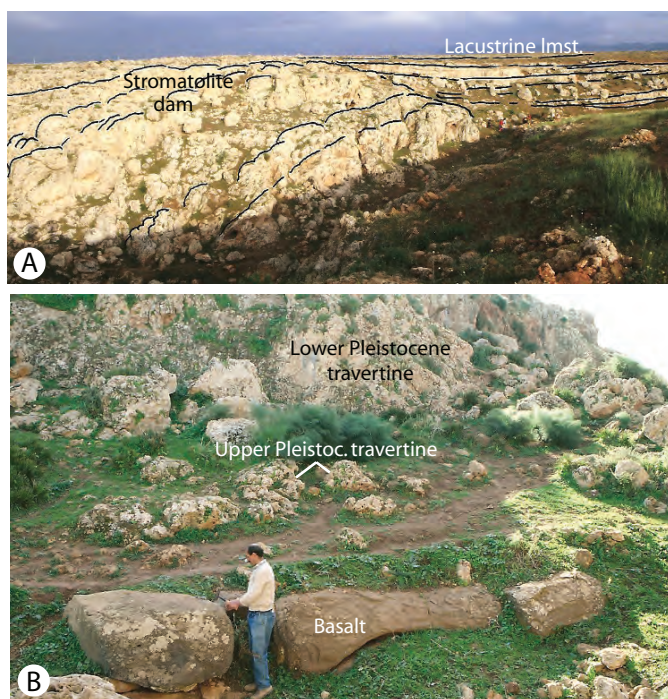 Lacustrine lmst.
Stromatolite
dam
A
Lower Pleistocene
travertine
Upper Pleistoc. travertine
Basalt
B